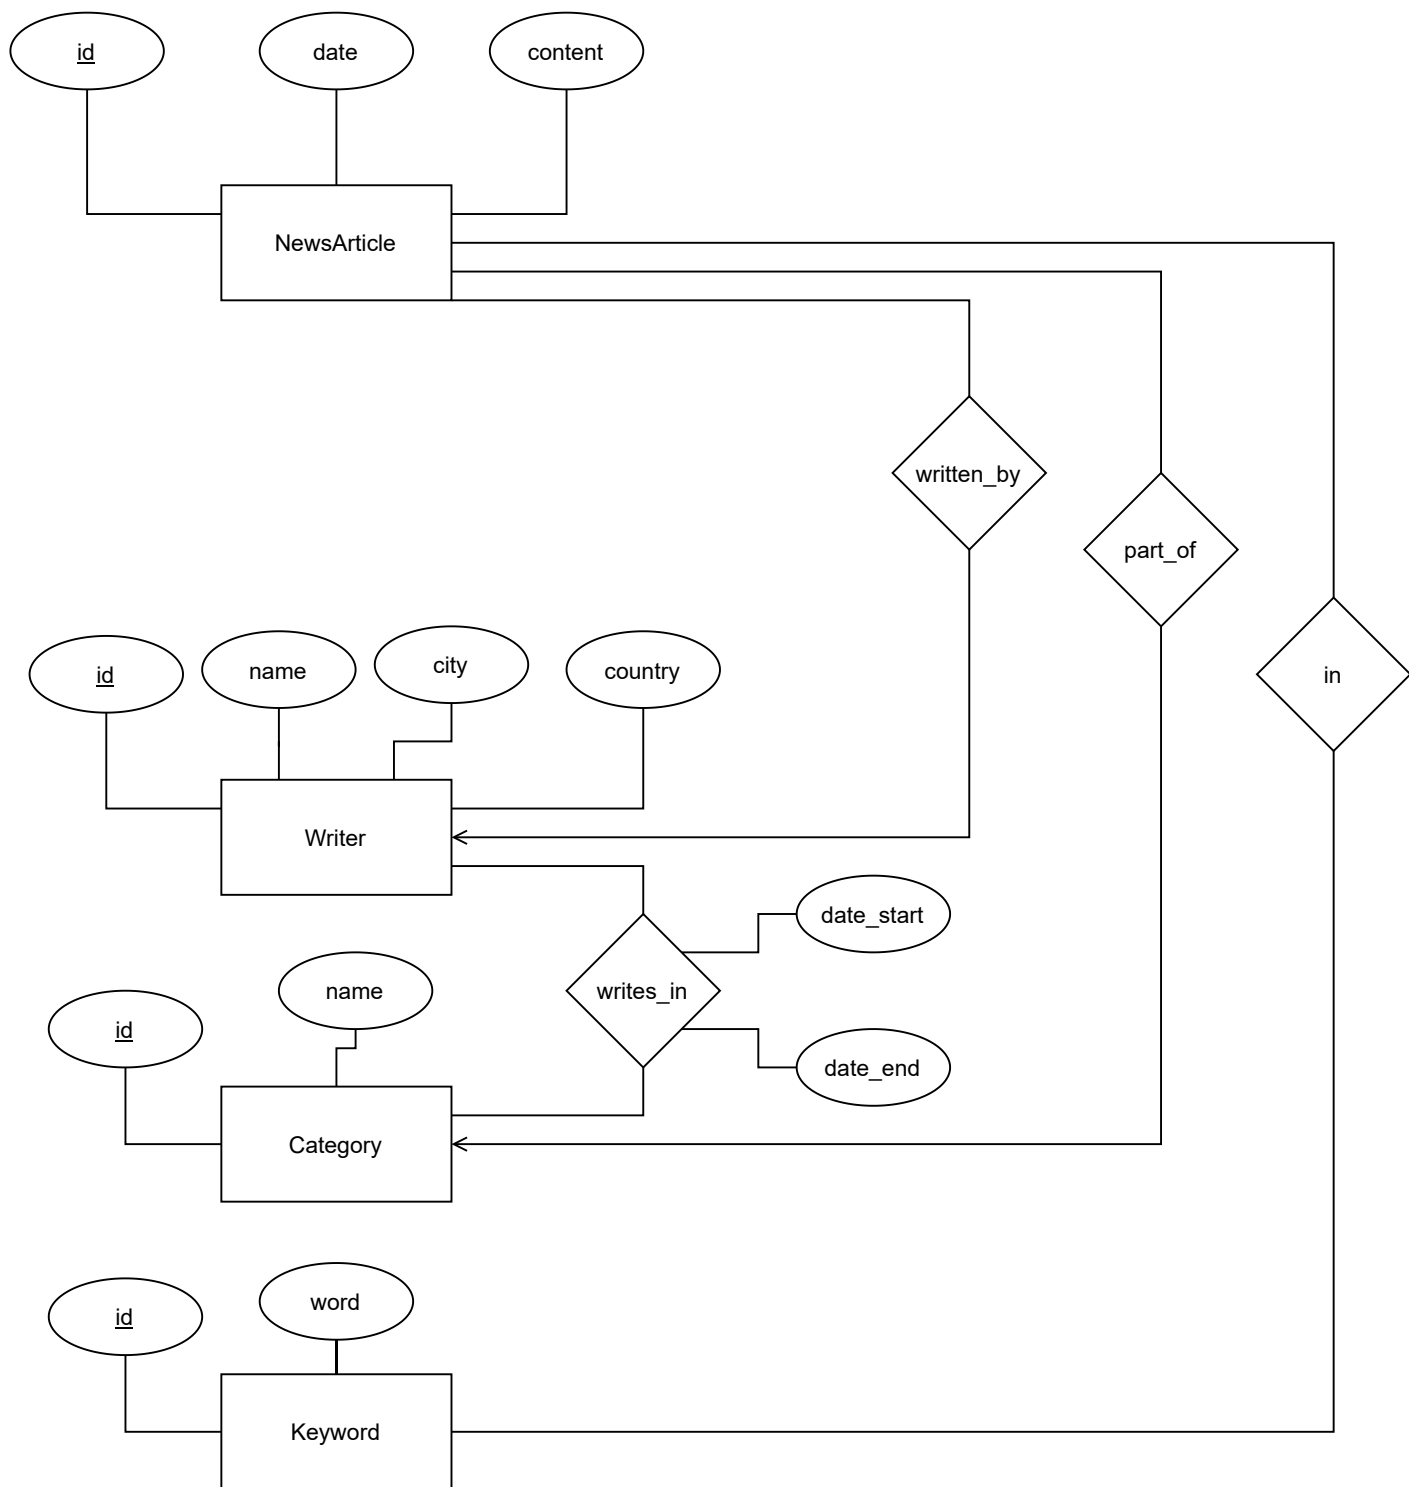 id
date
content
NewsArticle
written_by
part_of
in
id
name
city
country
Writer
date_start
writes_in
date_end
name
id
Category
id
word
Keyword